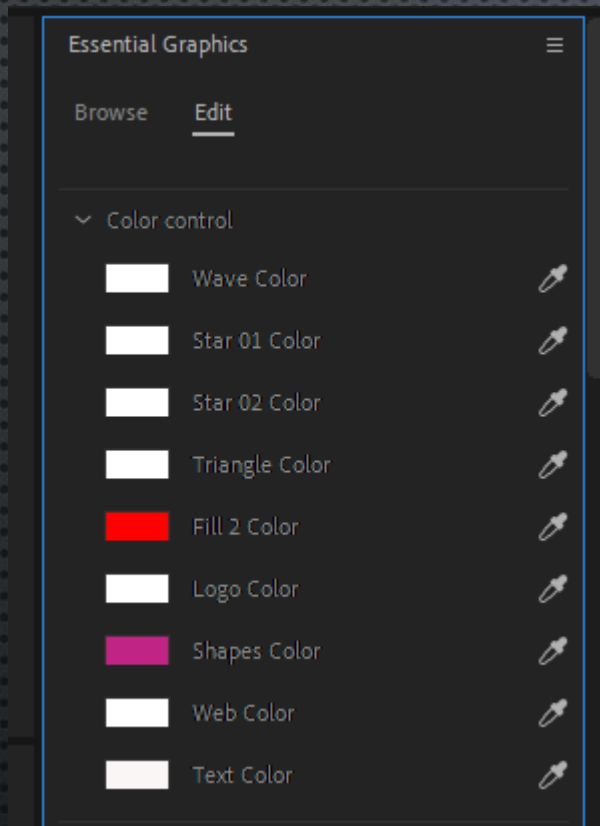 Essential Graphics
Browse Edit
Color control
Wave Color
Star 01 Color
Star 02 Color
Triangle Color
Fill 2 Color
Logo Color
Shapes Color
Web Color
Text Color